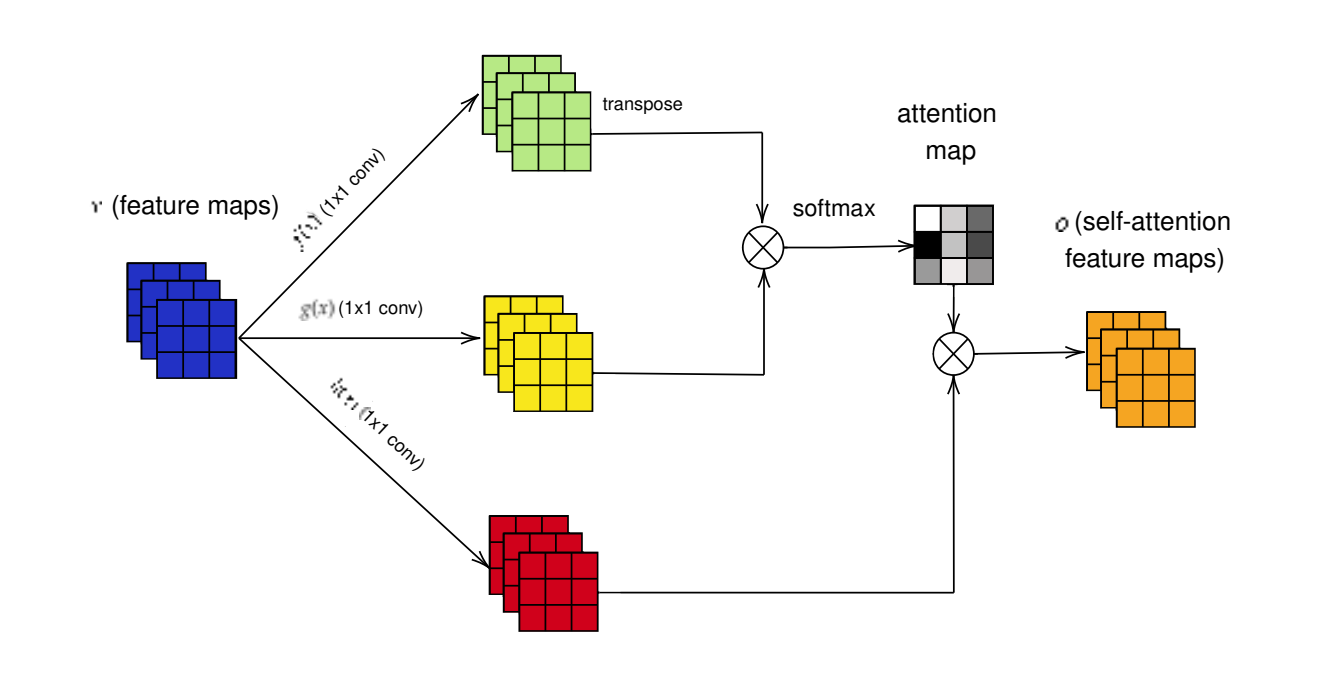 transpose
attention
map
f(x) (1x1 conv)
(feature maps)
softmax
o (self-attention
feature maps)
g(x) (1x1 conv)
(1x1 conv)